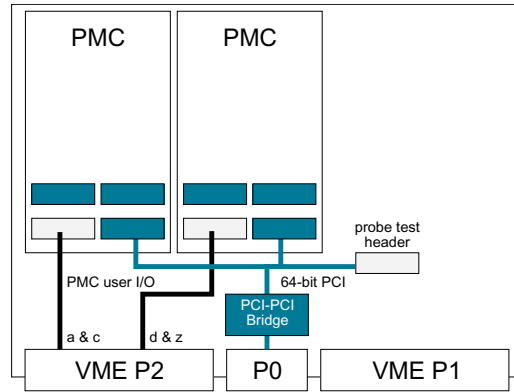 PMC
PMC
probe test
header
PMC user I/O
64-bit PCI
PCI-PCI
Bridge
a & c
d & z
VME P2
P0
VME P1